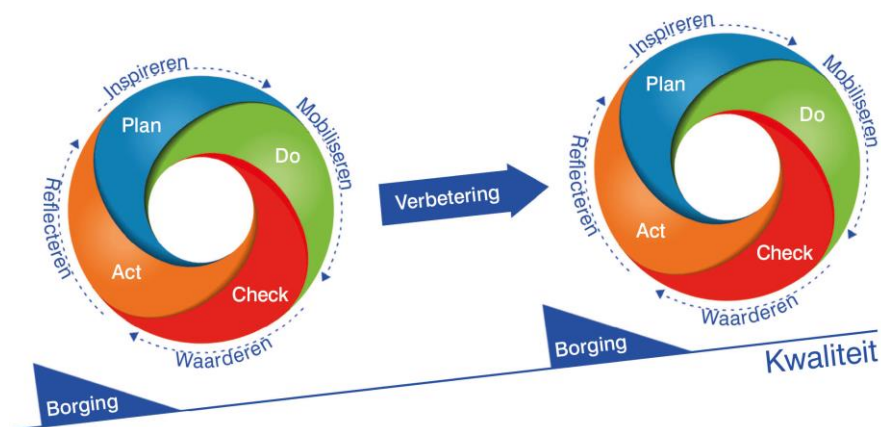 Inspireren
Plan
Mobiliseren
Do
Reflecteren
Act
Check
Waarderen
Borging
Verbetering
Inspireren
Plan
Mobiliseren
Do
Reflecteren
Act
Check
Waarderen
Borging
Kwaliteit